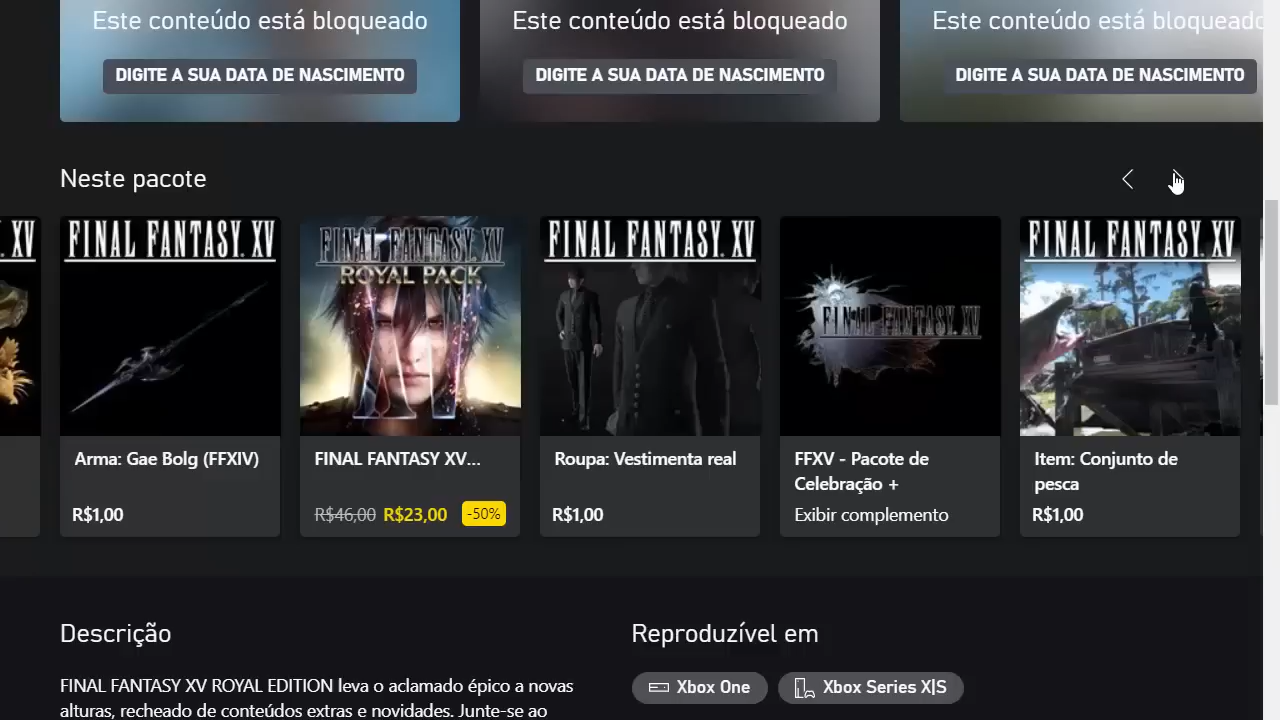 Este conteúdo está bloqueado
DIGITE A SUA DATA DE NASCIMENTO
Este conteúdo está bloqueado
DIGITE A SUA DATA DE NASCIMENTO
Este conteúdo está bloqueado
DIGITE A SUA DATA DE NASCIMENTO
Neste pacote
XV
FINAL FANTASY XV
Arma: Gae Bolg (FFXIV)
R$1,00
FINAL FANTASY XV
ROYAL PACK
FINAL FANTASY XV...
R$46,00 R$23,00 -50%
FINAL FANTASY XV
Roupa: Vestimenta real
R$1,00
FINAL FANTASY XV
FFXV - Pacote de
Celebração +
Exibir complemento
FINAL FANTASY XV
Item: Conjunto de
pesca
R$1,00
Descrição
FINAL FANTASY XV ROYAL EDITION leva o aclamado épico a novas
alturas, recheado de conteúdos extras e novidades. Junte-se ao
Reproduzível em
Xbox One
Xbox Series X|S